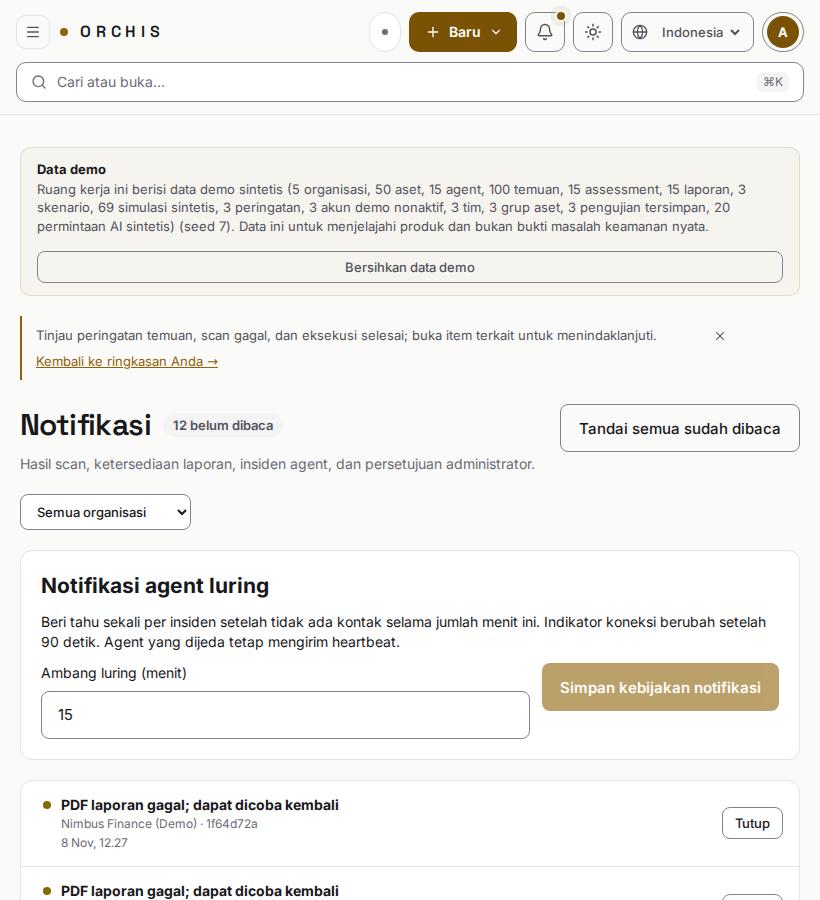 ORCHIS
Baru
Indonesia
A
Cari atau buka...
⌘K
Data demo
Ruang kerja ini berisi data demo sintetis (5 organisasi, 50 aset, 15 agent, 100 temuan, 15 assessment, 15 laporan, 3
skenario, 69 simulasi sintetis, 3 peringatan, 3 akun demo nonaktif, 3 tim, 3 grup aset, 3 pengujian tersimpan, 20
permintaan AI sintetis) (seed 7). Data ini untuk menjelajahi produk dan bukan bukti masalah keamanan nyata.
Bersihkan data demo
Tinjau peringatan temuan, scan gagal, dan eksekusi selesai; buka item terkait untuk menindaklanjuti.
Kembali ke ringkasan Anda →
Notifikasi
12 belum dibaca
Tandai semua sudah dibaca
Hasil scan, ketersediaan laporan, insiden agent, dan persetujuan administrator.
Semua organisasi
Notifikasi agent luring
Beri tahu sekali per insiden setelah tidak ada kontak selama jumlah menit ini. Indikator koneksi berubah setelah
90 detik. Agent yang dijeda tetap mengirim heartbeat.
Ambang luring (menit)
15
Simpan kebijakan notifikasi
PDF laporan gagal; dapat dicoba kembali
Nimbus Finance (Demo) · 1f64d72a
8 Nov, 12.27
Tutup
PDF laporan gagal; dapat dicoba kembali